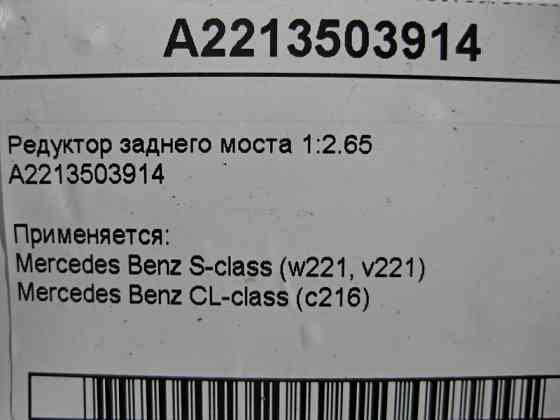 A2213503914
Редуктор заднего моста 1:2.65
A2213503914
Применяется:
Mercedes Benz S-class (w221, v221)
Mercedes Benz CL-class (c216)